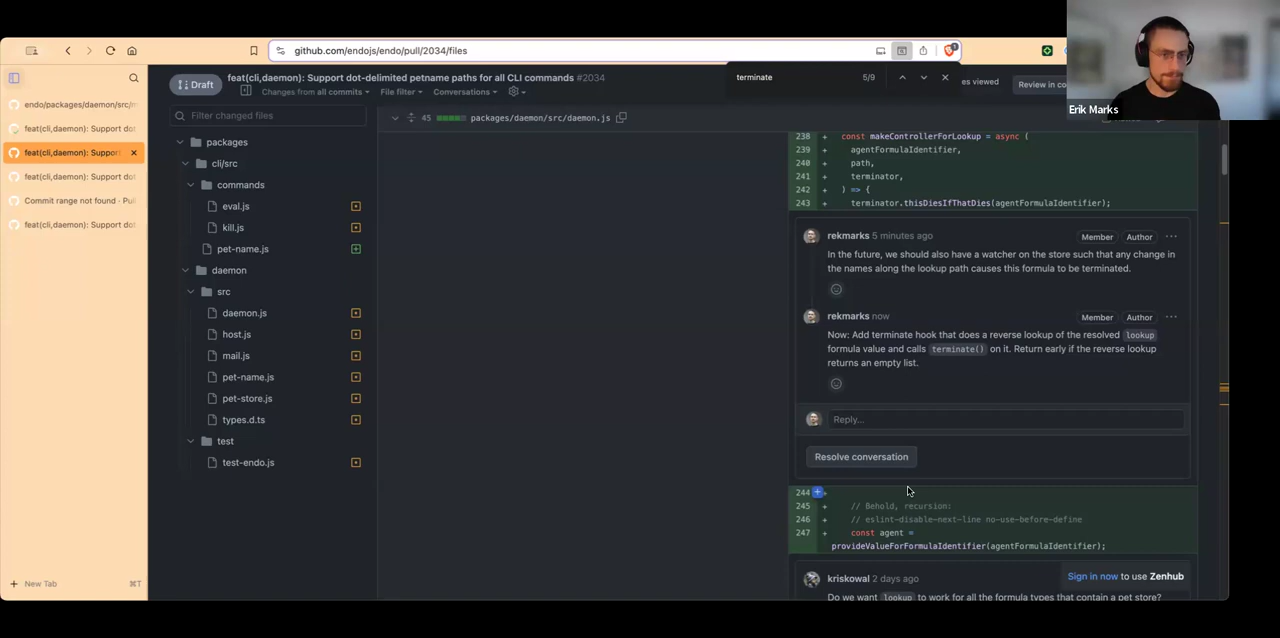 github.com/endojs/endo/pull/2034/files
1
Erik Marks
Draft
feat(cli,daemon): Support dot-delimited petname paths for all CLI commands #2034
terminate
5/9
es viewed
Review in co
Changes from all commits
File filter
Conversations
endo/packages/daemon/src/m
feat(cli,daemon): Support dot
feat(cli,daemon): Support
feat(cli,daemon): Support dot
Commit range not found · Pull
feat(cli,daemon): Support dot
New Tab
⌘T
Filter changed files
packages
cli/src
commands
eval.js
kill.js
pet-name.js
daemon
src
daemon.js
host.js
mail.js
pet-name.js
pet-store.js
types.d.ts
test
test-endo.js
45 packages/daemon/src/daemon.js
238 + const makeControllerForLookup = async (
239 + agentFormulaIdentifier,
240 + path,
241 + terminator,
242 + ) => {
243 + terminator.thisDiesIfThatDies(agentFormulaIdentifier);
rekmarks 5 minutes ago
Member Author ...
In the future, we should also have a watcher on the store such that any change in
the names along the lookup path causes this formula to be terminated.
rekmarks now
Member Author ...
Now: Add terminate hook that does a reverse lookup of the resolved lookup
formula value and calls terminate() on it. Return early if the reverse lookup
returns an empty list.
Reply...
Resolve conversation
244 +
245 + // Behold, recursion:
246 + // eslint-disable-next-line no-use-before-define
247 + const agent =
provideValueForFormulaIdentifier(agentFormulaIdentifier);
kriskowal 2 days ago
Sign in now to use Zenhub
Do we want lookup to work for all the formula types that contain a pet store?